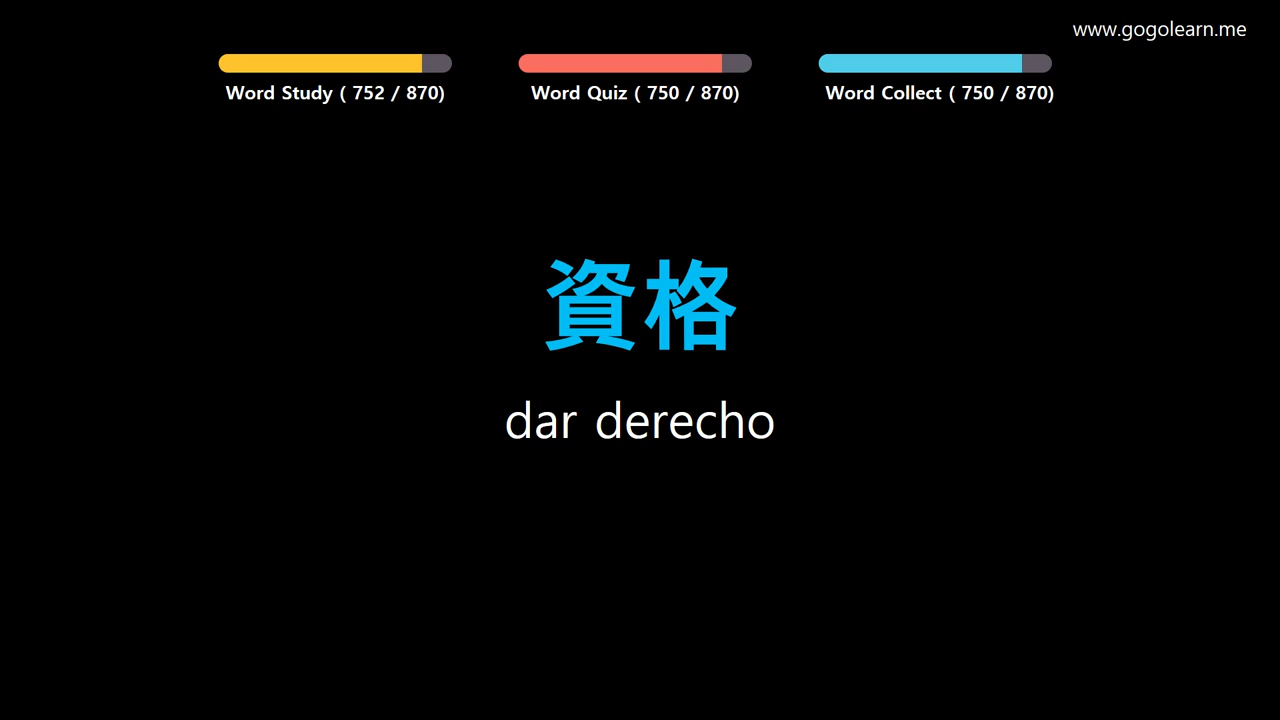 www.gogolearn.me
Word Study ( 752 / 870)
Word Quiz ( 750 / 870)
Word Collect ( 750 / 870)
資格
dar derecho